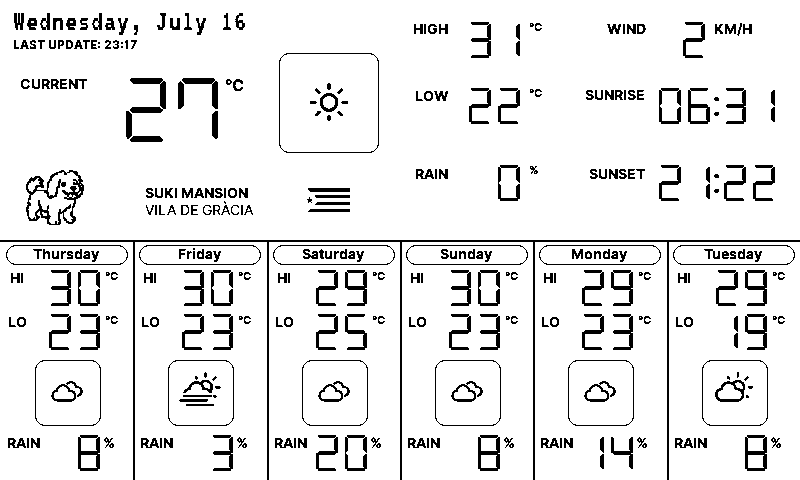 Wednesday, July 16
LAST UPDATE: 23:17
CURRENT 27 °C
HIGH 31 °C
WIND 2 KM/H
LOW 22 °C
SUNRISE 06:31
RAIN 0 %
SUNSET 21:22
SUKI MANSION
VILA DE GRÀCIA
Thursday
HI 30 °C
LO 23 °C
RAIN 8 %
Friday
HI 30 °C
LO 23 °C
RAIN 3 %
Saturday
HI 29 °C
LO 25 °C
RAIN 20 %
Sunday
HI 30 °C
LO 23 °C
RAIN 8 %
Monday
HI 29 °C
LO 23 °C
RAIN 14 %
Tuesday
HI 29 °C
LO 19 °C
RAIN 8 %